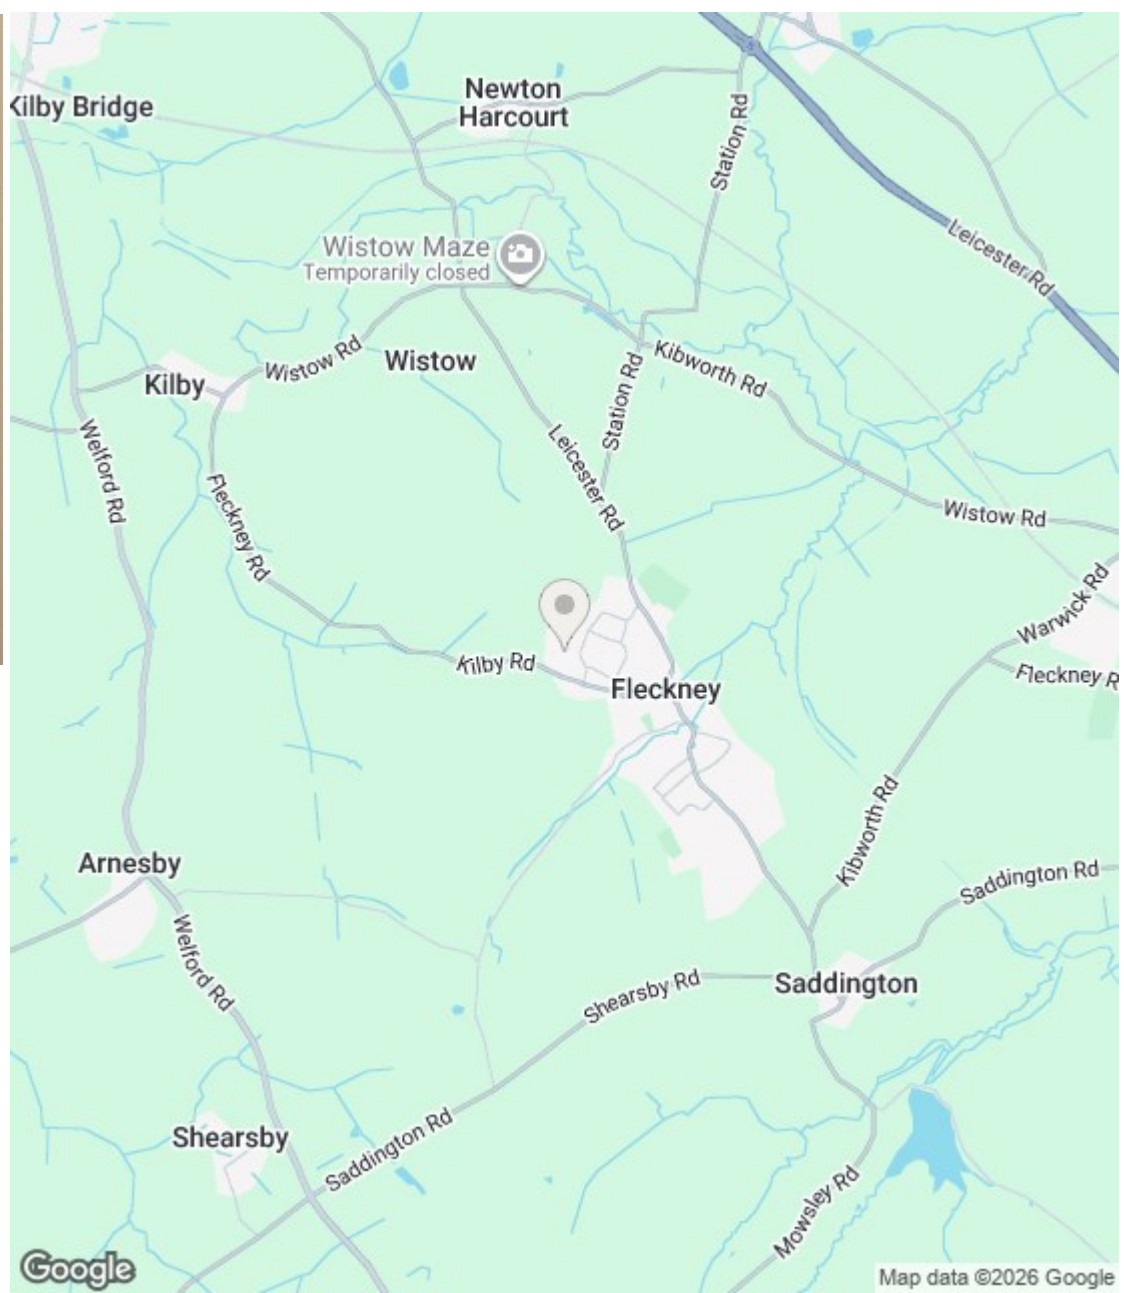 Newton
Harcourt
Kilby Bridge
Station Rd
Leicester Rd
Wistow Maze
Temporarily closed
Wistow Rd
Wistow
Kibworth Rd
Kilby
Station Rd
Welford Rd
Leicester Rd
Fleckney Rd
Wistow Rd
Warwick Rd
Kilby Rd
Fleckney R
Fleckney
Kibworth Rd
Arnesby
Saddington Rd
Welford Rd
Shearsby Rd
Saddington
Shearsby
Saddington Rd
Mowsley Rd
Google
Map data ©2026 Google